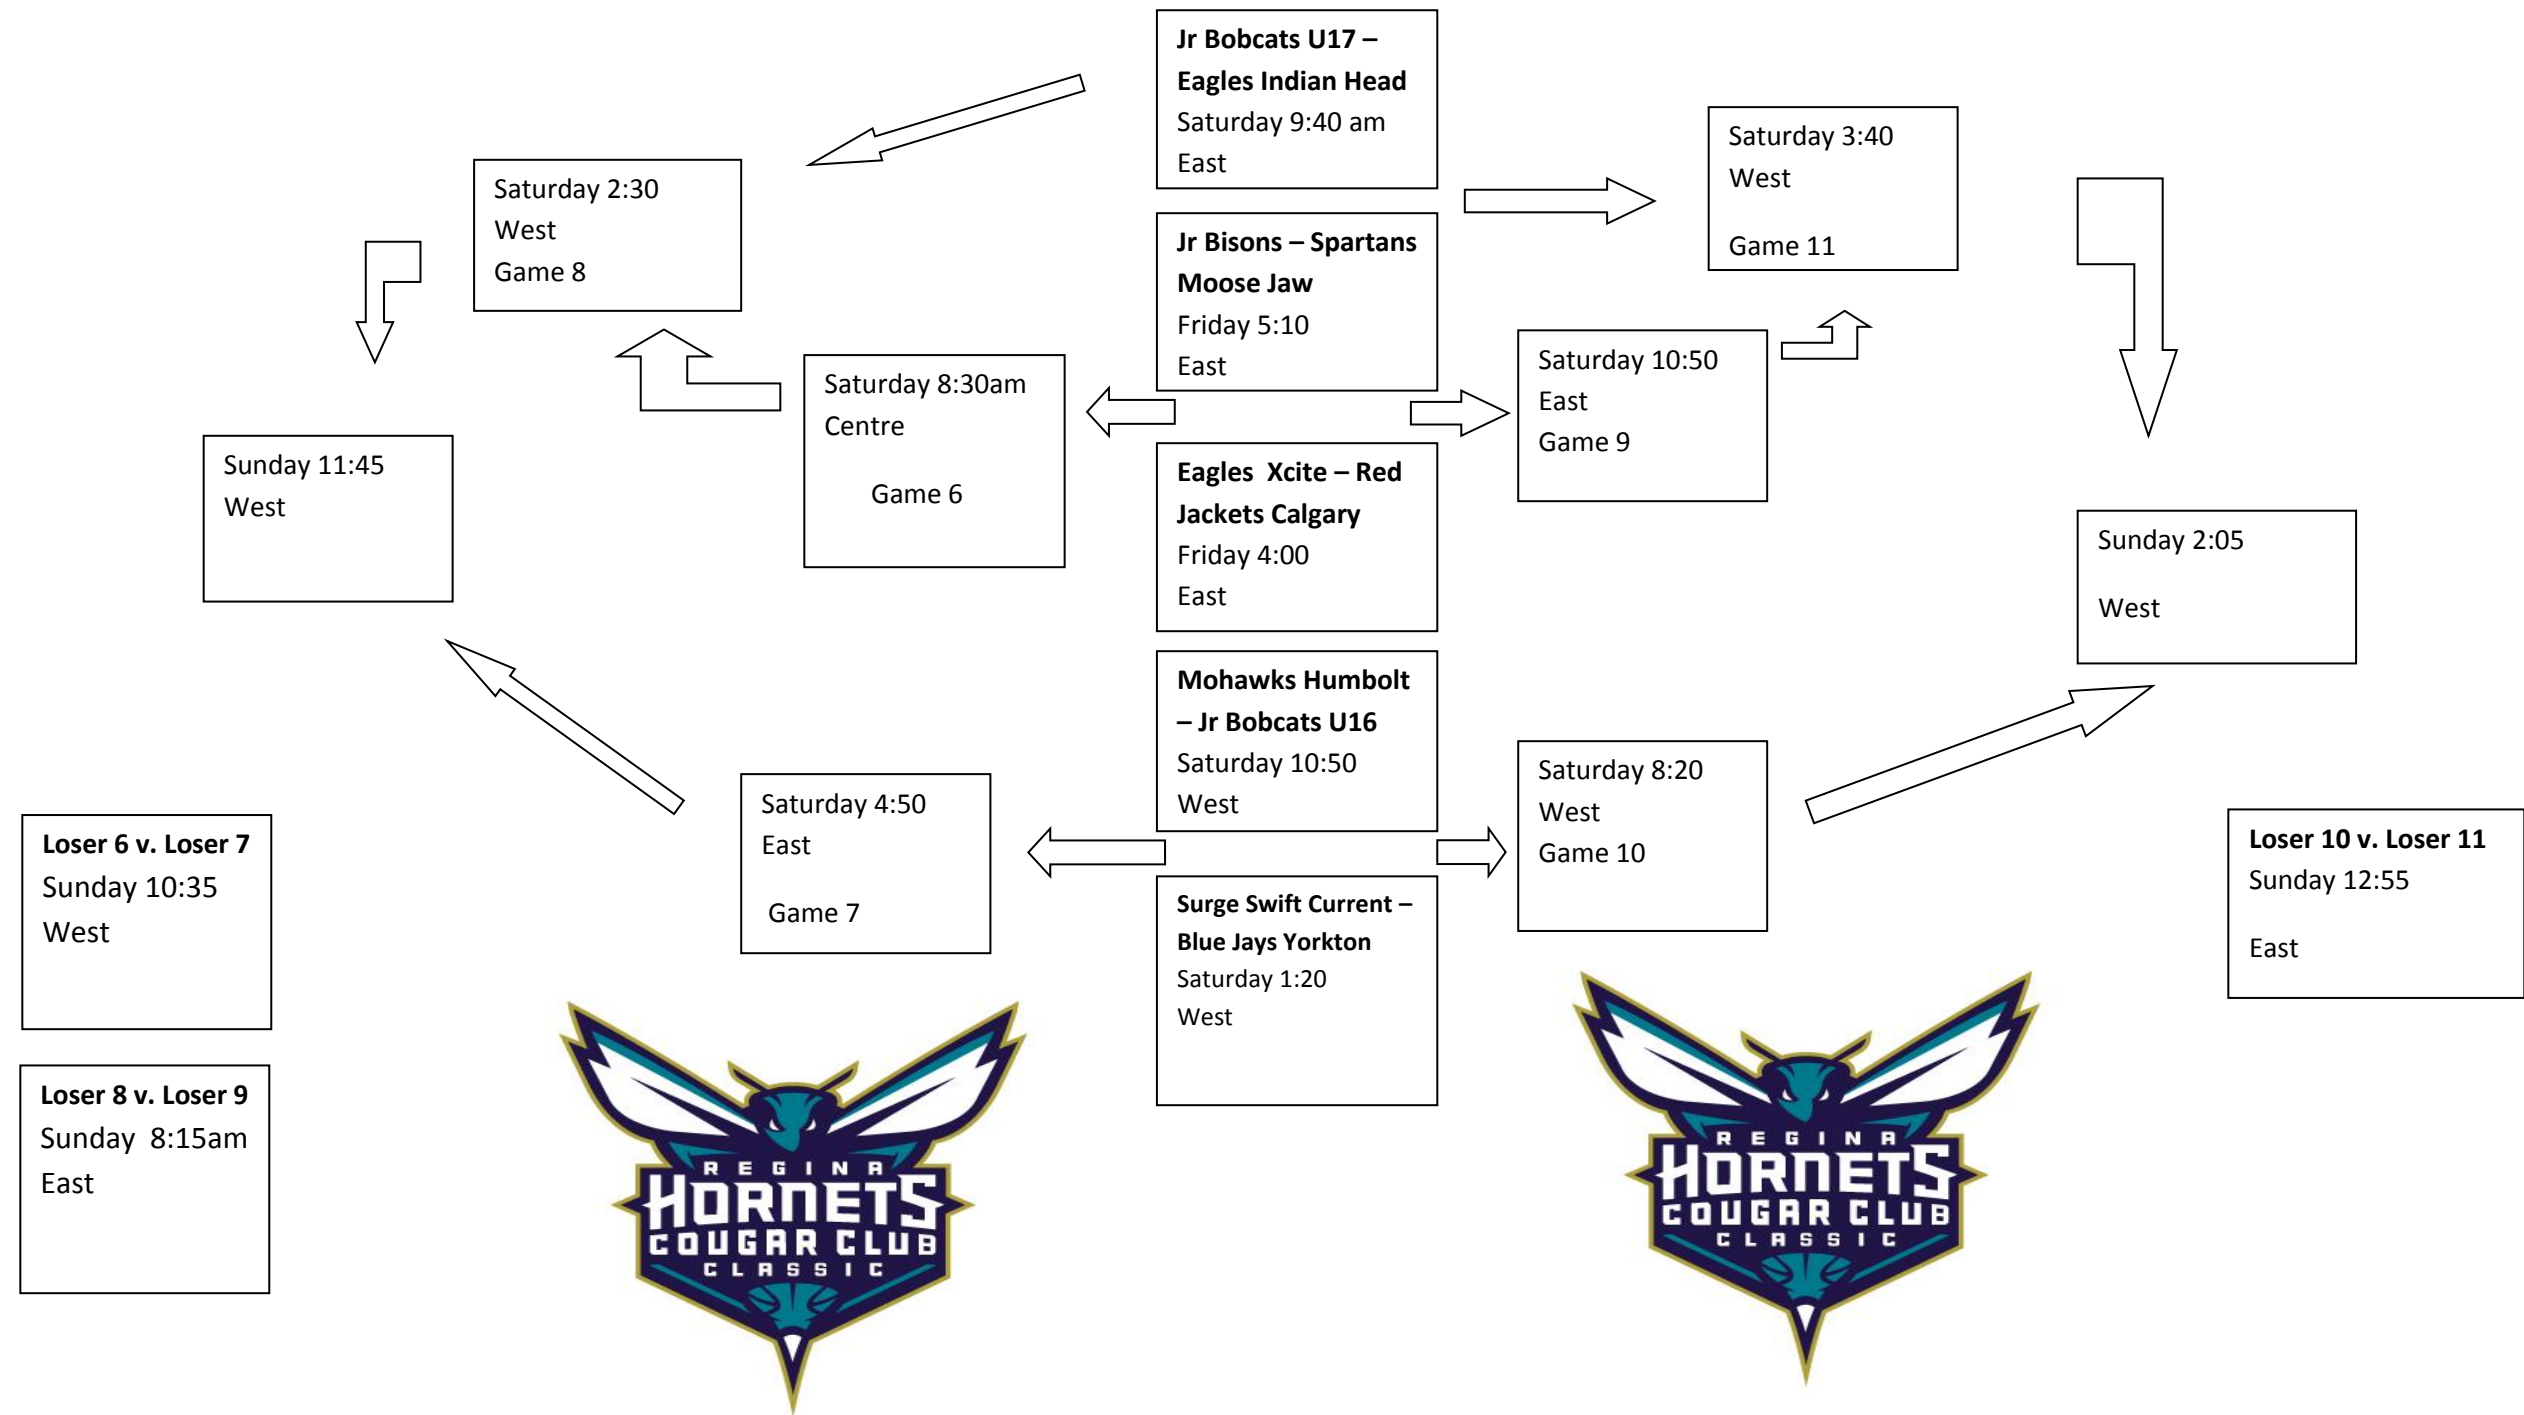 Jr Bobcats U17 –
Eagles Indian Head
Saturday 9:40 am
East
Saturday 3:40
West
Game 11
Saturday 2:30
West
Game 8
Jr Bisons – Spartans
Moose Jaw
Friday 5:10
East
Saturday 8:30am
Centre
Game 6
Saturday 10:50
East
Game 9
Sunday 11:45
West
Eagles  Xcite – Red
Jackets Calgary
Friday 4:00
East
Sunday 2:05
West
Mohawks Humbolt
– Jr Bobcats U16
Saturday 10:50
West
Saturday 4:50
East
Game 7
Saturday 8:20
West
Game 10
Loser 6 v. Loser 7
Sunday 10:35
West
Loser 10 v. Loser 11
Sunday 12:55
East
Surge Swift Current –
Blue Jays Yorkton
Saturday 1:20
West
Loser 8 v. Loser 9
Sunday  8:15am
East
REGINA
HORNETS
COUGAR CLUB
CLASSIC
REGINA
HORNETS
COUGAR CLUB
CLASSIC